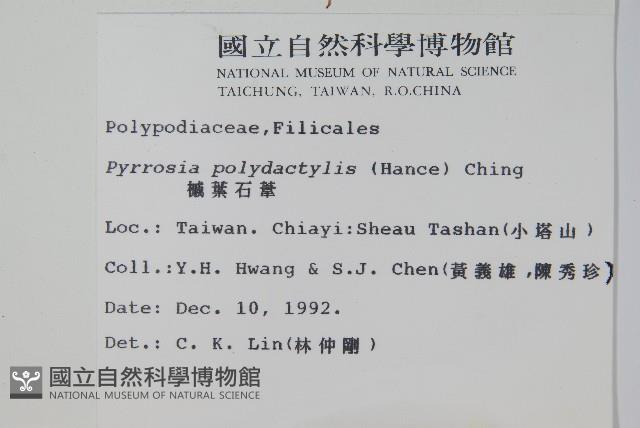 國立自然科學博物館
NATIONAL MUSEUM OF NATURAL SCIENCE
TAICHUNG, TAIWAN, R.O.CHINA
Polypodiaceae,Filicales
Pyrrosia polydactylis (Hance) Ching
槭葉石葦
Loc.: Taiwan. Chiayi:Sheau Tashan(小塔山)
Coll.:Y.H. Hwang & S.J. Chen(黃義雄,陳秀珍)
Date: Dec. 10, 1992.
Det.: C. K. Lin(林仲剛)
國立自然科學博物館
NATIONAL MUSEUM OF NATURAL SCIENCE